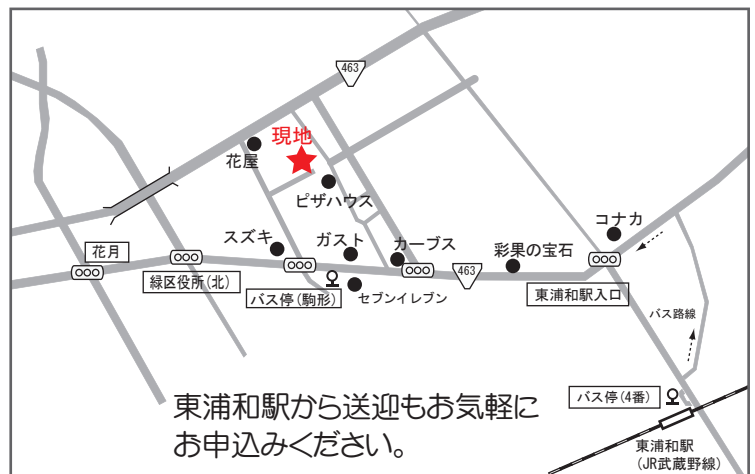 463
現地
花屋
ピザハウス
コナカ
花月
スズキ
ガスト
カーブス
彩果の宝石
緑区役所(北)
バス停(駒形)
セブンイレブン
463
東浦和駅入口
バス路線
東浦和駅から送迎もお気軽に
お申込みください。
バス停(4番)
東浦和駅
(JR武蔵野線)